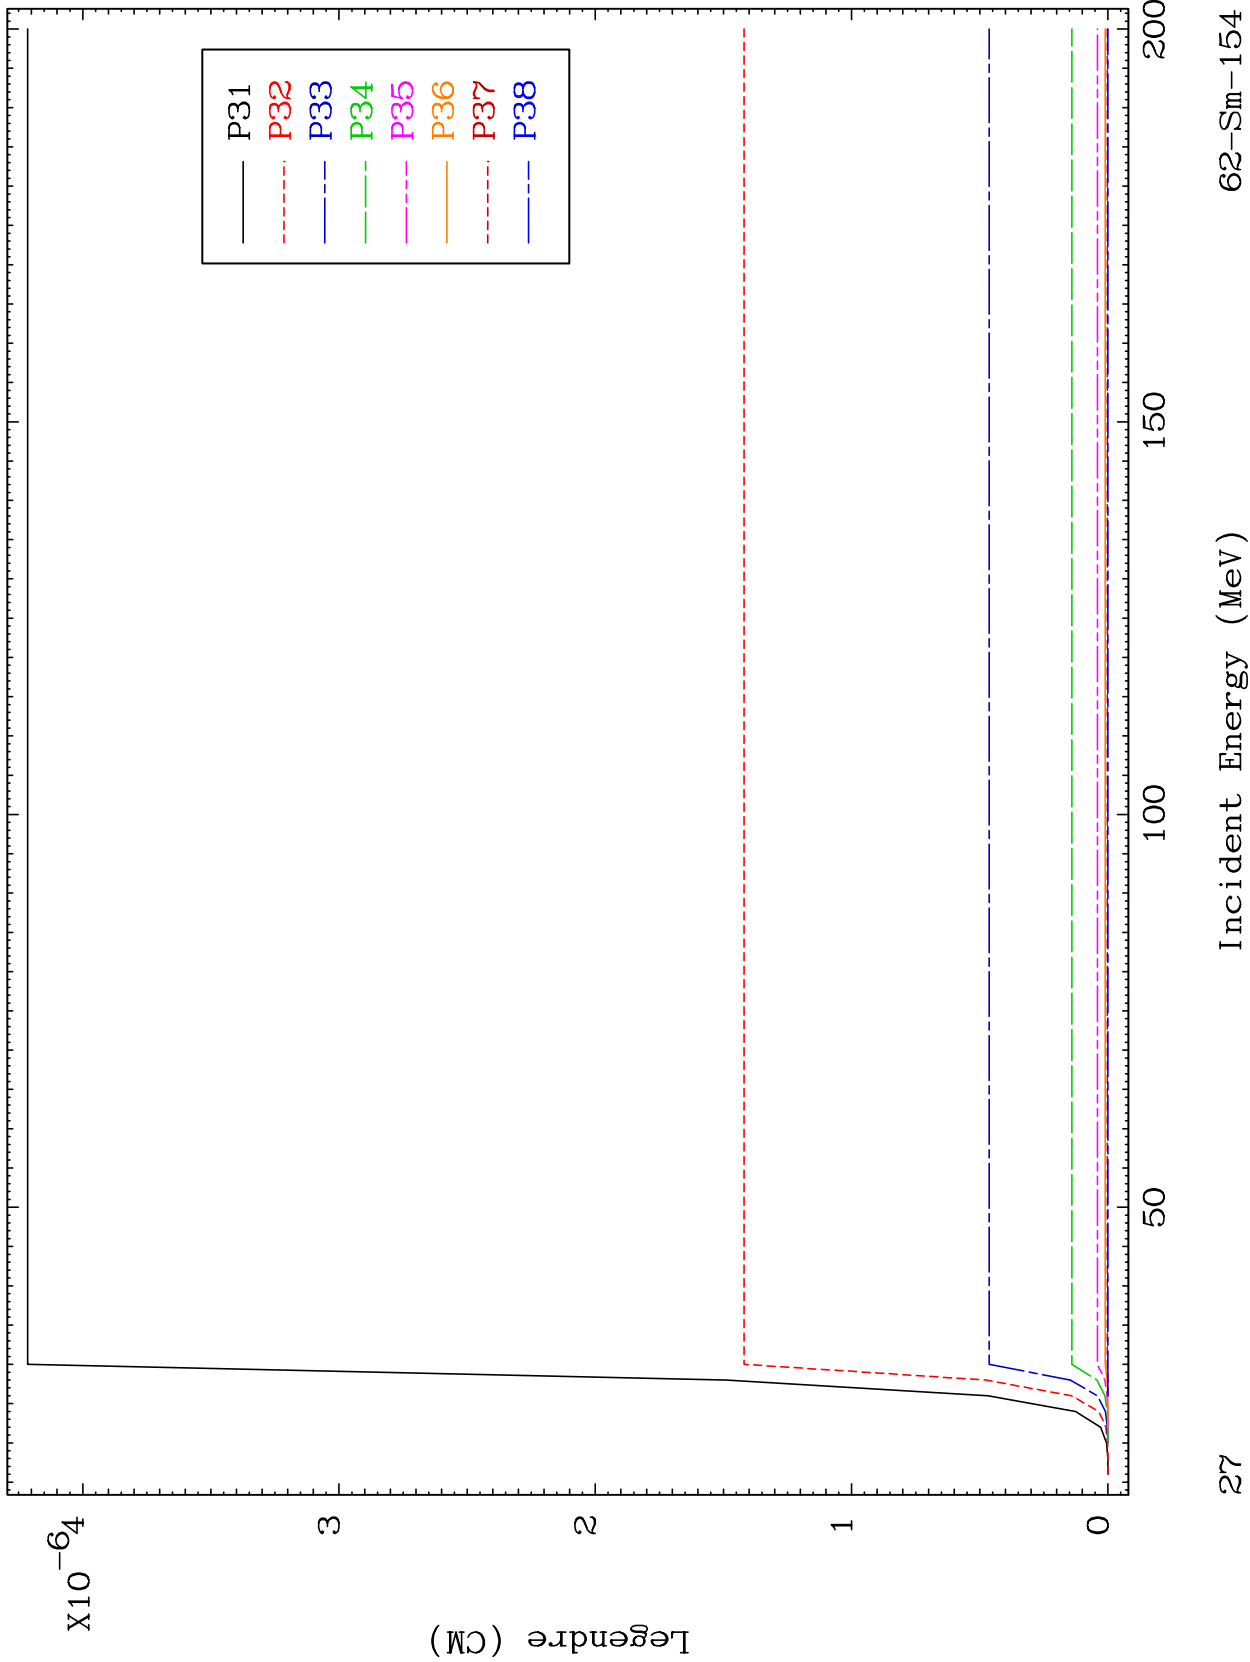 X10-6
4
3
2
1
0
Legendre (CM)
P31
P32
P33
P34
P35
P36
P37
P38
50
100
150
200
27
Incident Energy (MeV)
62-Sm-154